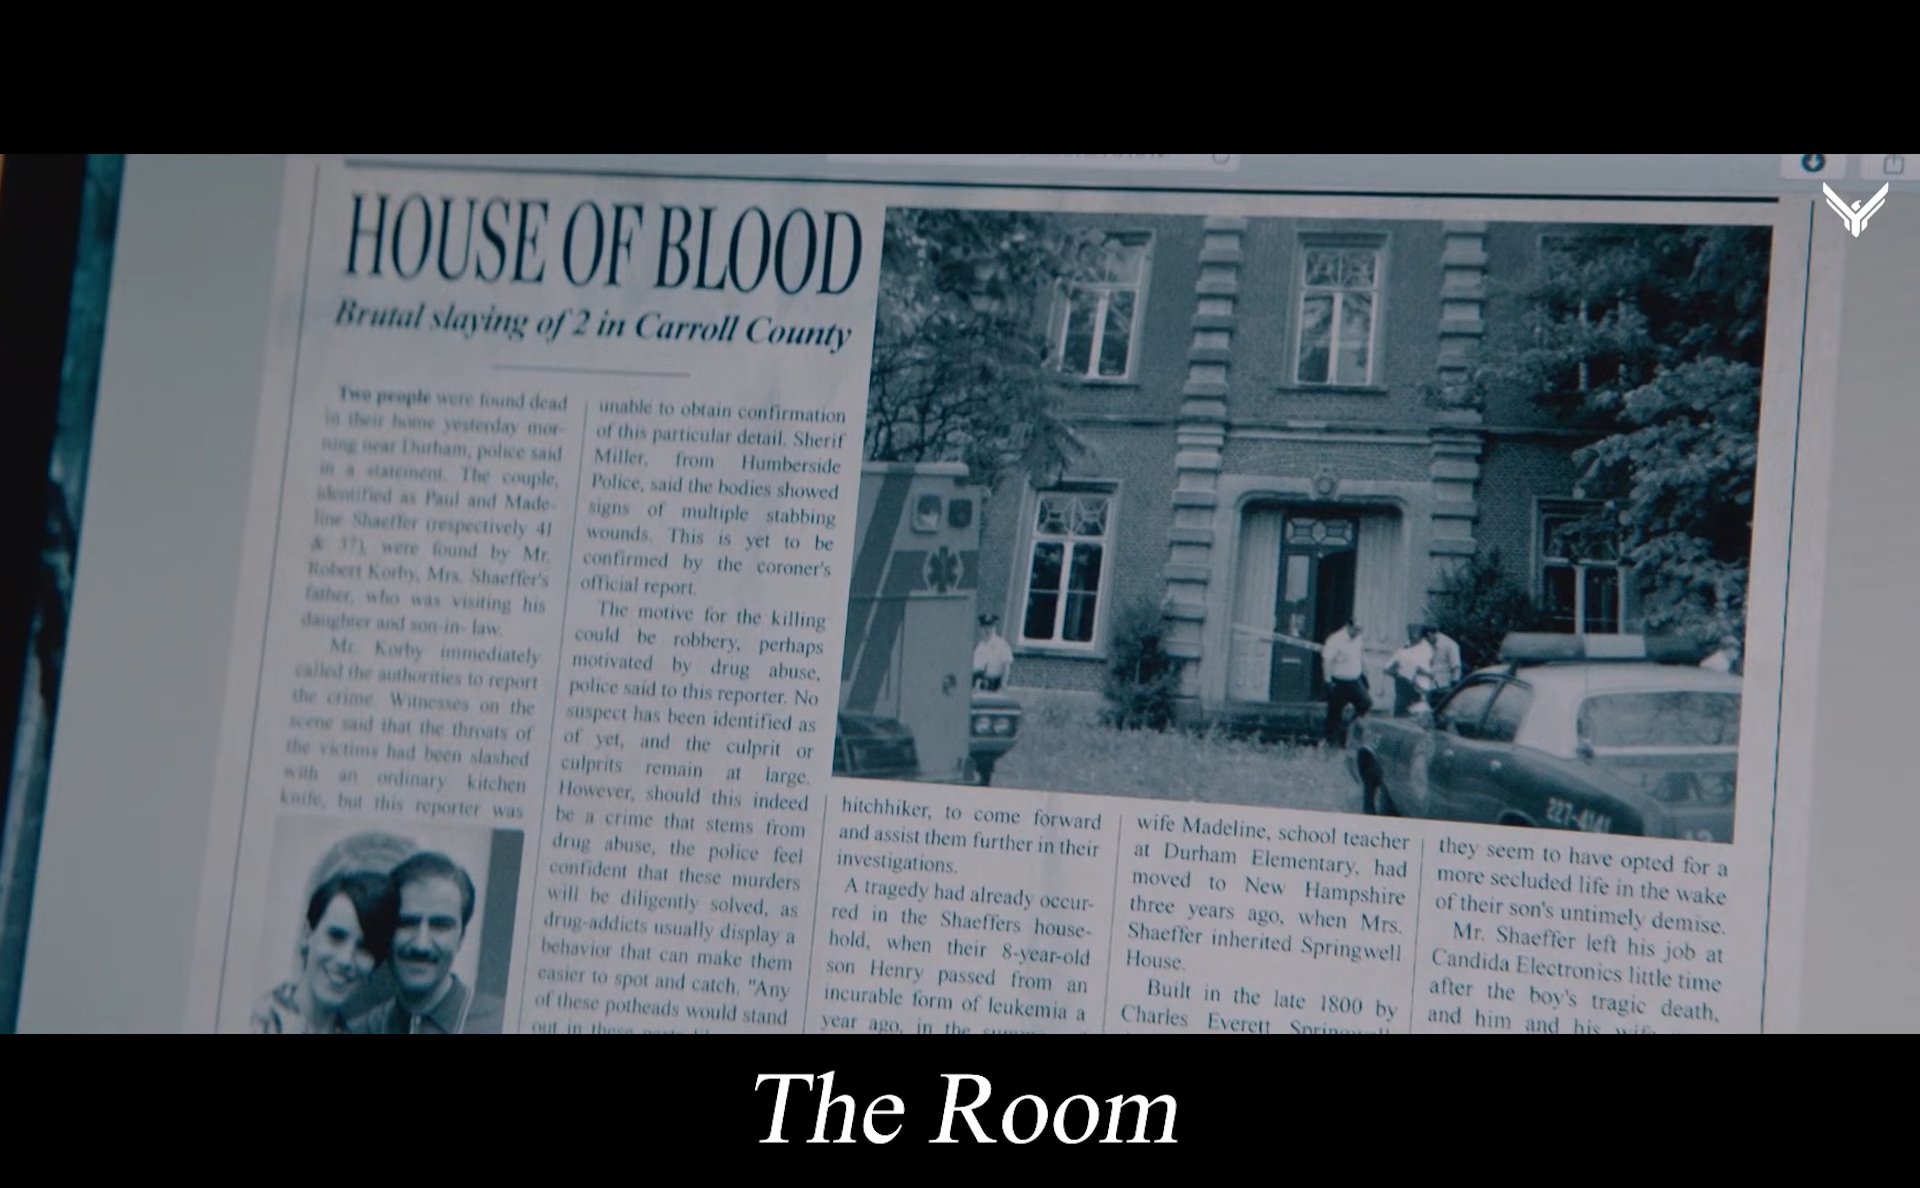 HOUSE OF BLOOD
Brutal slaying of 2 in Carroll County
Two people were found dead
in their home yesterday mor-
ning near Durham, police said
in a statement. The couple,
identified as Paul and Made-
line Shaeffer (respectively 41
& 37), were found by Mr.
Robert Korby, Mrs. Shaeffer's
father, who was visiting his
daughter and son-in- law.
Mr. Korby immediately
called the authorities to report
the crime. Witnesses on the
scene said that the throats of
the victims had been slashed
with an ordinary kitchen
knife, but this reporter was
unable to obtain confirmation
of this particular detail. Sherif
Miller, from Humberside
Police, said the bodies showed
signs of multiple stabbing
wounds. This is yet to be
confirmed by the coroner's
official report.
The motive for the killing
could be robbery, perhaps
motivated by drug abuse,
police said to this reporter. No
suspect has been identified as
of yet, and the culprit or
culprits remain at large.
However, should this indeed
be a crime that stems from
drug abuse, the police feel
confident that these murders
will be diligently solved, as
drug-addicts usually display a
behavior that can make them
easier to spot and catch. "Any
of these potheads would stand
out in these
hitchhiker, to come forward
and assist them further in their
investigations.
A tragedy had already occur-
red in the Shaeffers house-
hold, when their 8-year-old
son Henry passed from an
incurable form of leukemia a
year ago, in the
wife Madeline, school teacher
at Durham Elementary, had
moved to New Hampshire
three years ago, when Mrs.
Shaeffer inherited Springwell
House.
Built in the late 1800 by
Charles Everett
they seem to have opted for a
more secluded life in the wake
of their son's untimely demise.
Mr. Shaeffer left his job at
Candida Electronics little time
after the boy's tragic death,
and him and his wife
227-4141
The Room